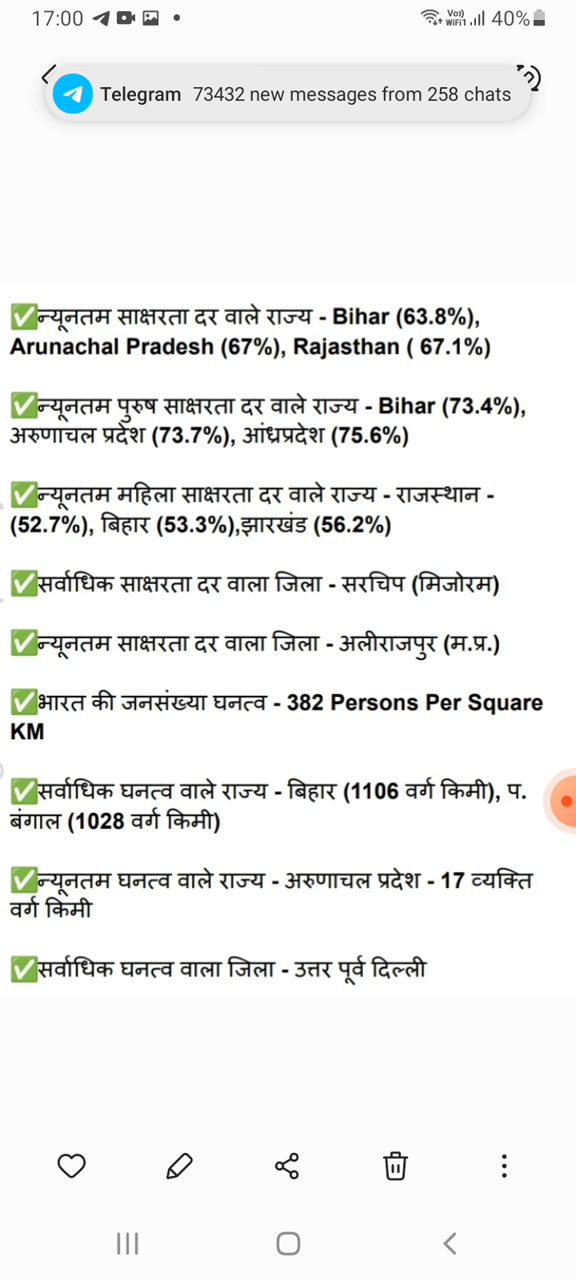 17:00
Vo)) WiFi1 40%
Telegram 73432 new messages from 258 chats
✅न्यूनतम साक्षरता दर वाले राज्य - Bihar (63.8%),
Arunachal Pradesh (67%), Rajasthan ( 67.1%)
✅न्यूनतम पुरुष साक्षरता दर वाले राज्य - Bihar (73.4%),
अरुणाचल प्रदेश (73.7%), आंध्रप्रदेश (75.6%)
✅न्यूनतम महिला साक्षरता दर वाले राज्य - राजस्थान -
(52.7%), बिहार (53.3%),झारखंड (56.2%)
✅सर्वाधिक साक्षरता दर वाला जिला - सरचिप (मिजोरम)
✅न्यूनतम साक्षरता दर वाला जिला - अलीराजपुर (म.प्र.)
✅भारत की जनसंख्या घनत्व - 382 Persons Per Square
KM
✅सर्वाधिक घनत्व वाले राज्य - बिहार (1106 वर्ग किमी), प.
बंगाल (1028 वर्ग किमी)
✅न्यूनतम घनत्व वाले राज्य - अरुणाचल प्रदेश - 17 व्यक्ति
वर्ग किमी
✅सर्वाधिक घनत्व वाला जिला - उत्तर पूर्व दिल्ली